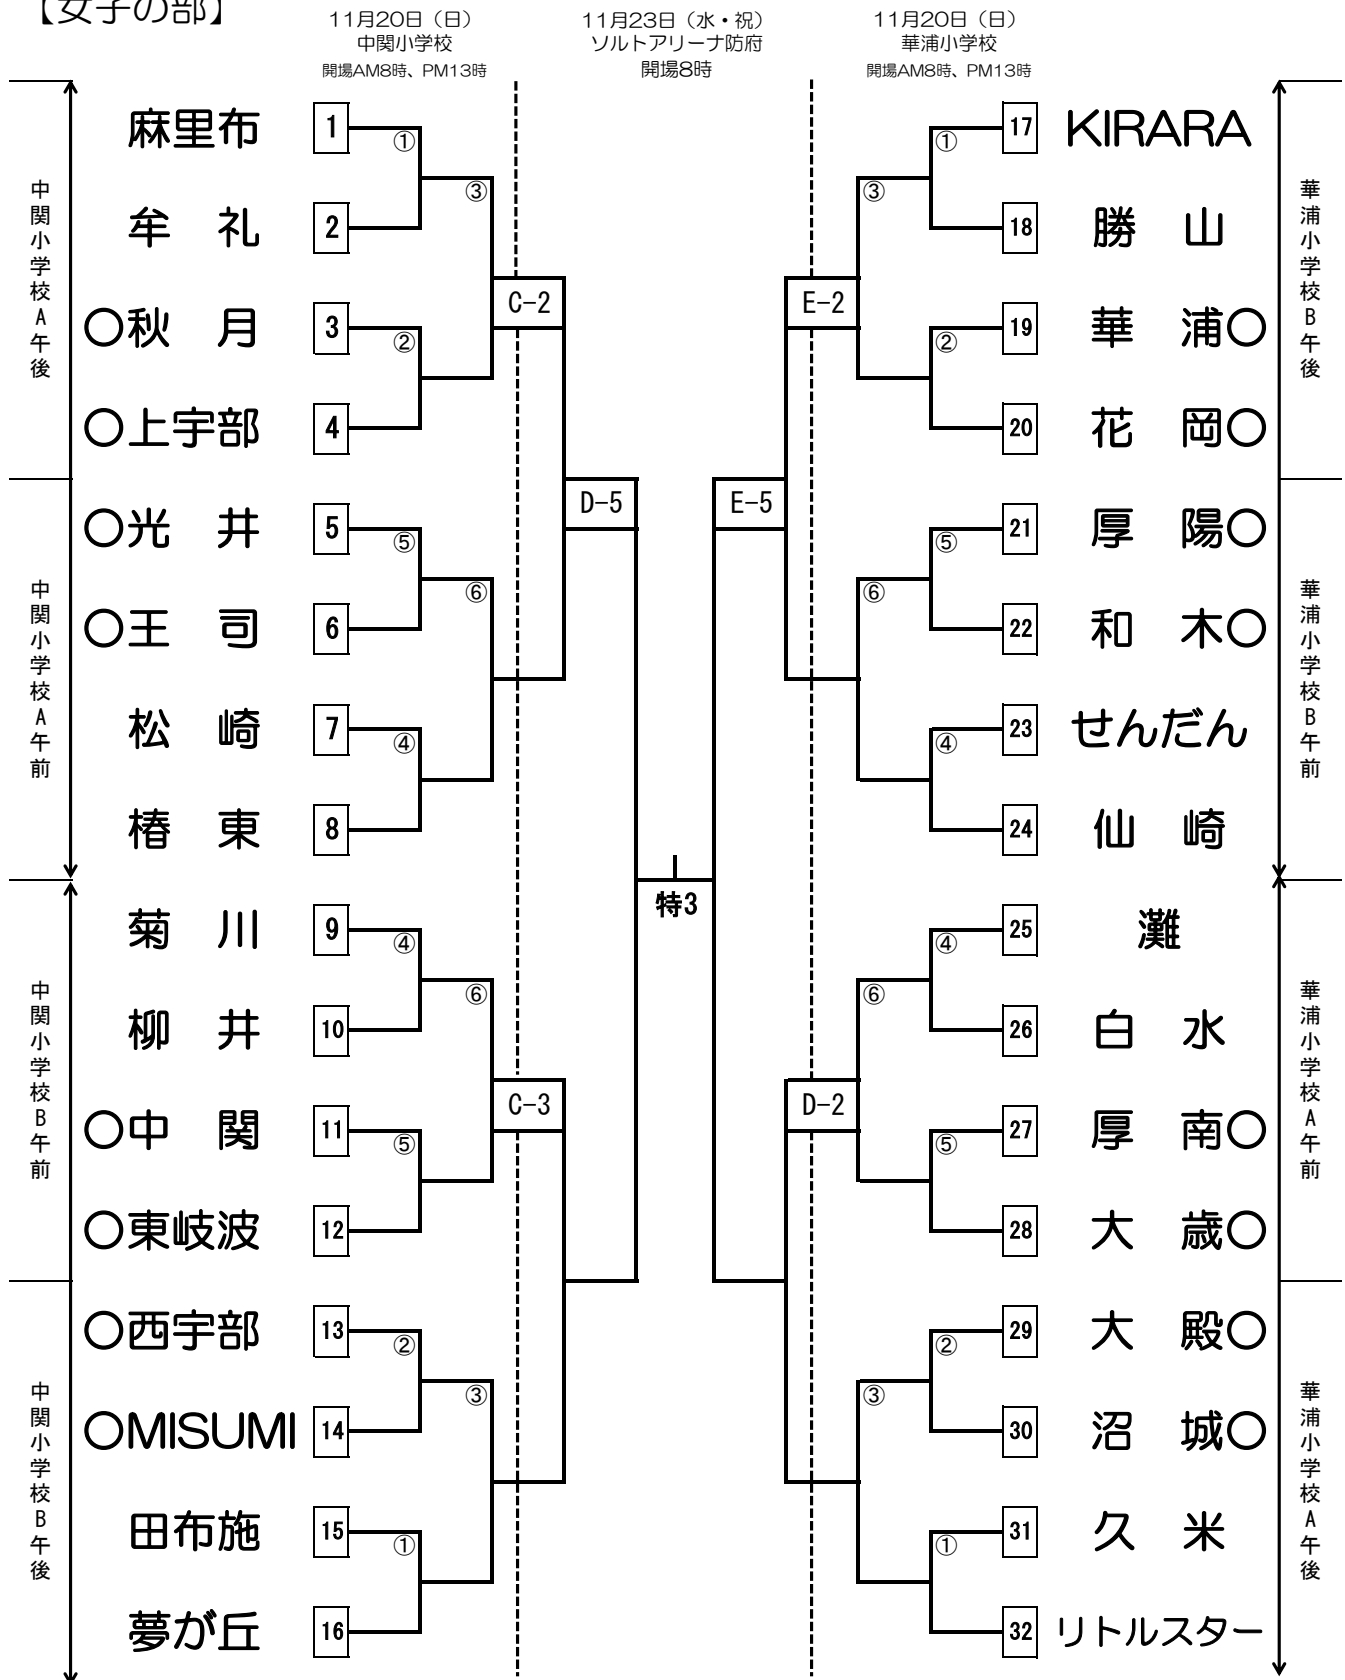 【女子の部】
11月20日（日）
中関小学校
開場AM8時、PM13時
11月23日（水・祝）
ソルトアリーナ防府
開場8時
11月20日（日）
華浦小学校
開場AM8時、PM13時
中関小学校A午後
麻里布 1
牟 礼 2
○秋 月 3
○上宇部 4
① ② ③
中関小学校A午前
○光 井 5
○王 司 6
松 崎 7
椿 東 8
⑤ ④ ⑥
中関小学校B午前
菊 川 9
柳 井 10
○中 関 11
○東岐波 12
④ ⑤ ⑥
中関小学校B午後
○西宇部 13
○MISUMI 14
田布施 15
夢が丘 16
② ① ③
C-2
D-5
C-3
特3
E-2
E-5
D-2
華浦小学校B午後
17 KIRARA
18 勝 山
19 華 浦○
20 花 岡○
① ② ③
華浦小学校B午前
21 厚 陽○
22 和 木○
23 せんだん
24 仙 崎
⑤ ④ ⑥
華浦小学校A午前
25 灘
26 白 水
27 厚 南○
28 大 歳○
④ ⑤ ⑥
華浦小学校A午後
29 大 殿○
30 沼 城○
31 久 米
32 リトルスター
② ① ③